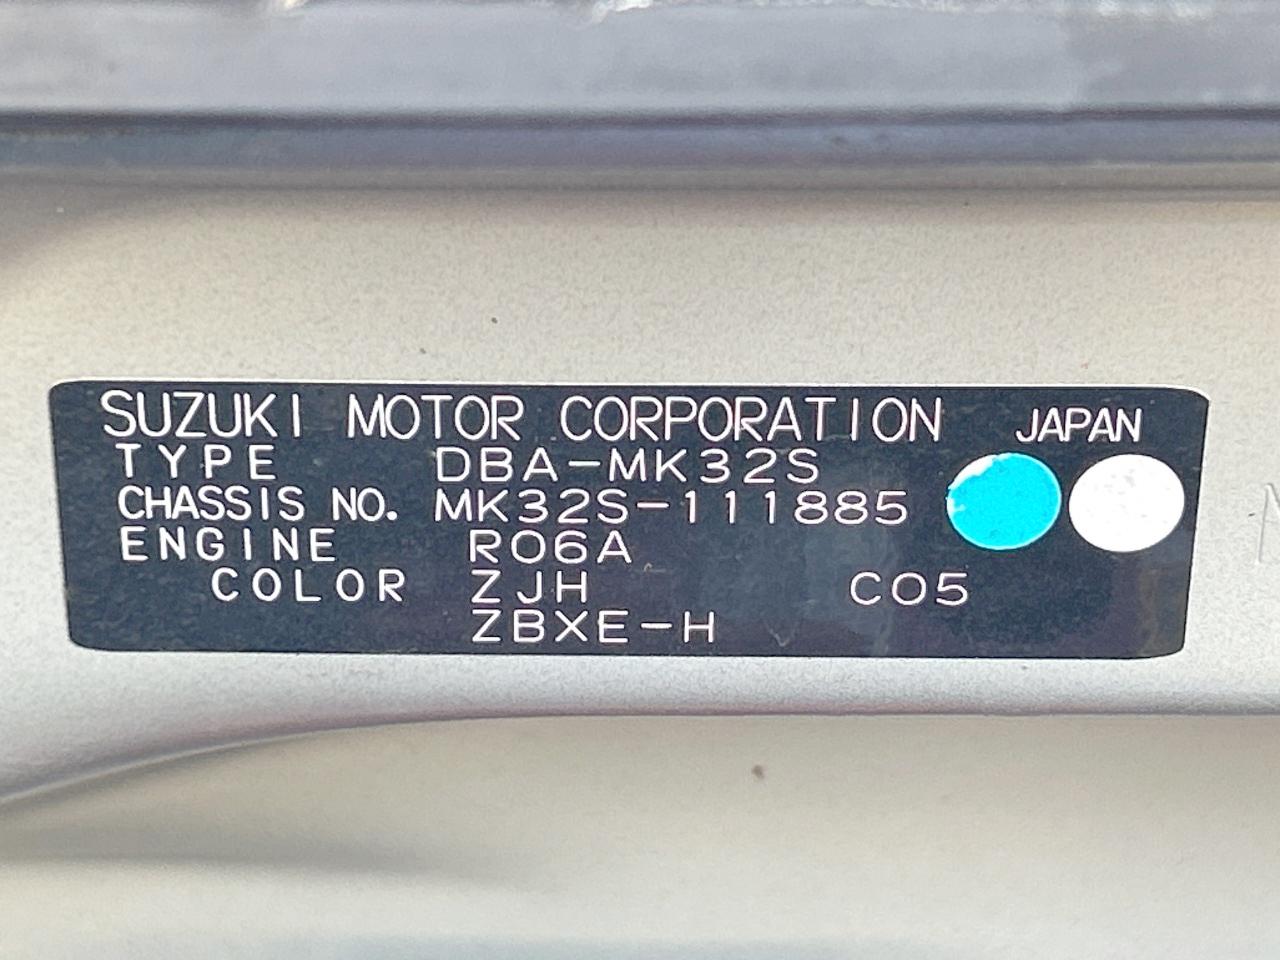 SUZUKI MOTOR CORPORATION JAPAN
TYPE DBA-MK32S
CHASSIS NO. MK32S-111885
ENGINE R06A
COLOR ZJH C05
ZBXE-H